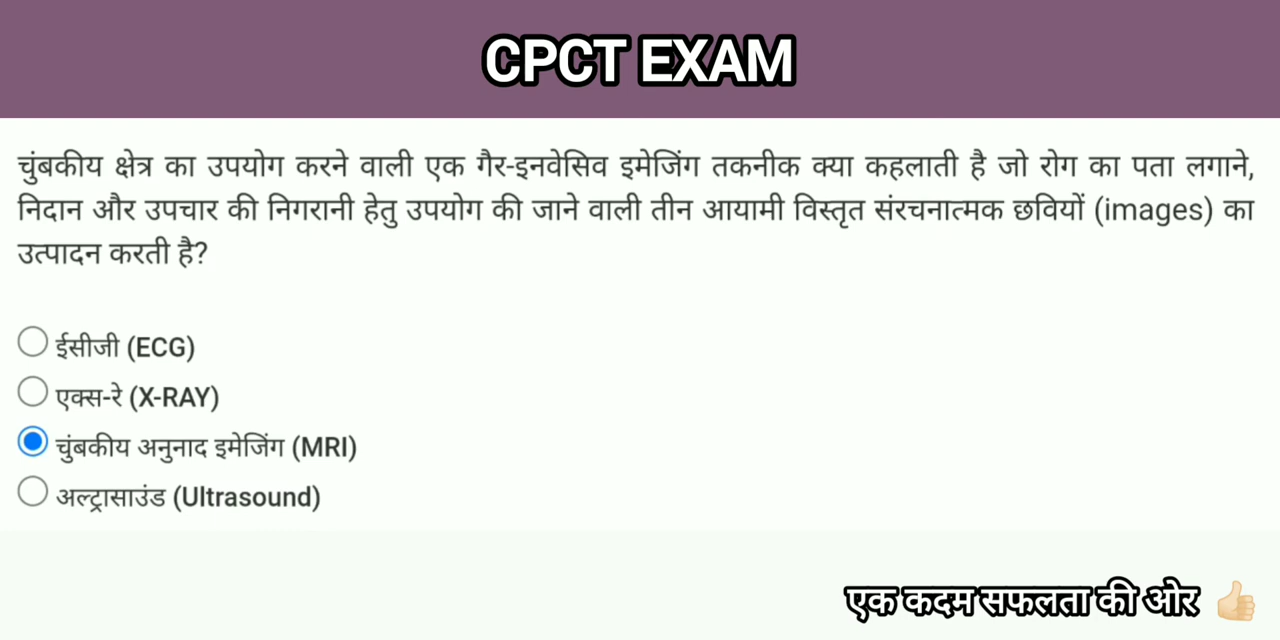 CPCT EXAM
चुंबकीय क्षेत्र का उपयोग करने वाली एक गैर-इनवेसिव इमेजिंग तकनीक क्या कहलाती है जो रोग का पता लगाने,
निदान और उपचार की निगरानी हेतु उपयोग की जाने वाली तीन आयामी विस्तृत संरचनात्मक छवियों (images) का
उत्पादन करती है?
ईसीजी (ECG)
एक्स-रे (X-RAY)
चुंबकीय अनुनाद इमेजिंग (MRI)
अल्ट्रासाउंड (Ultrasound)
एक कदम सफलता की ओर 👍🏻